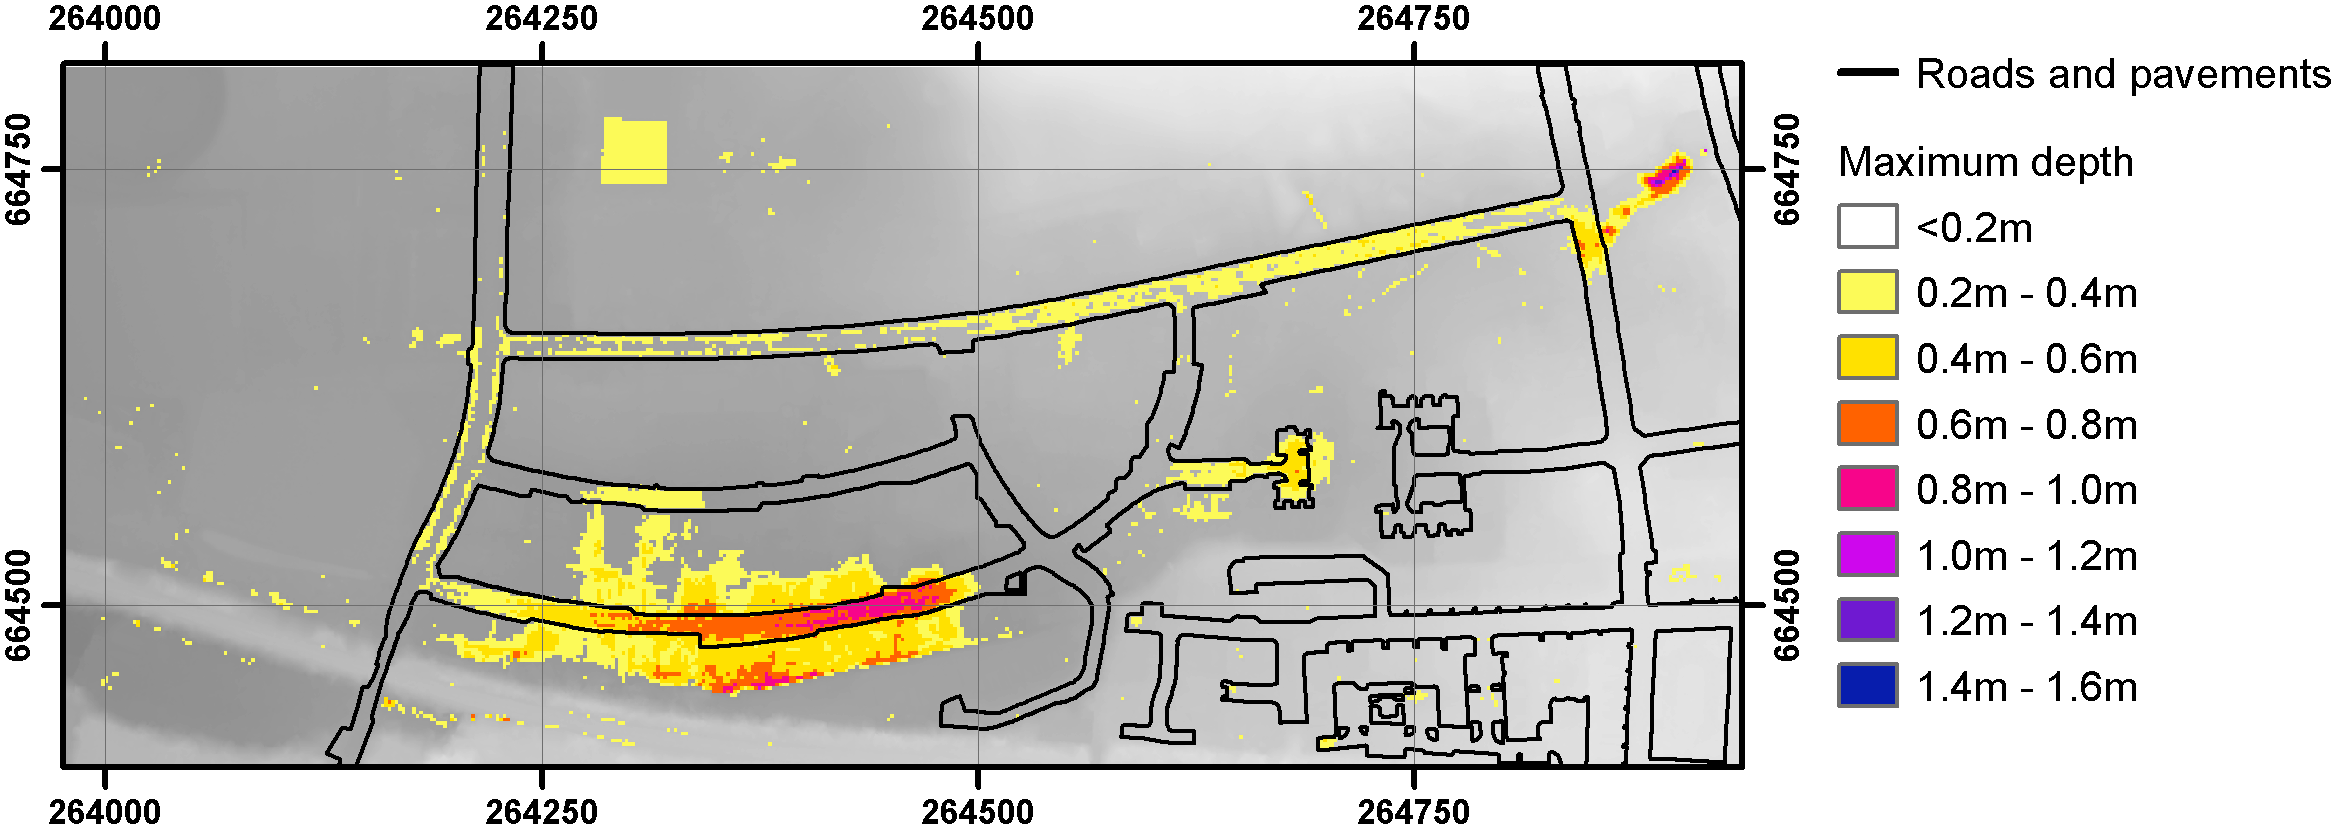 264000 264250 264500 264750
664750
664500
664750
664500
264000 264250 264500 264750
Roads and pavements
Maximum depth
<0.2m
0.2m - 0.4m
0.4m - 0.6m
0.6m - 0.8m
0.8m - 1.0m
1.0m - 1.2m
1.2m - 1.4m
1.4m - 1.6m